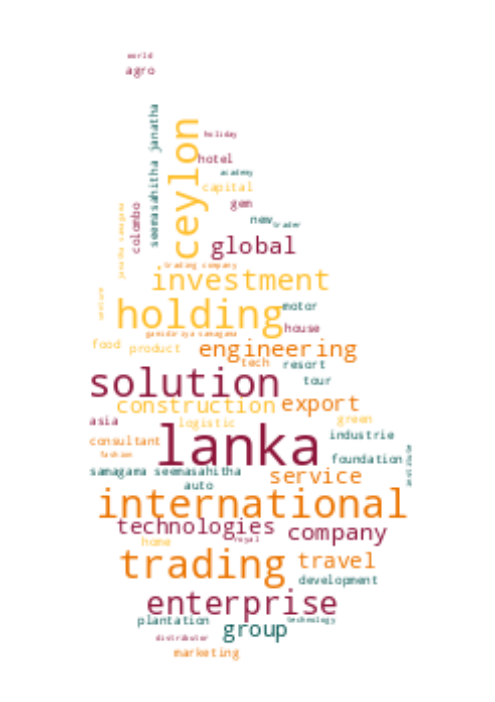 world
agro
seemasahitha janatha
ceylon
holiday
hotel
academy
capital
gem
colombo
janatha samagama
new
trader
global
trading company
investment
venture
holding
motor
house
gamidiriya samagama
food
product
engineering
tech
resort
solution
tour
construction
export
asia
logistic
green
lanka
industrie
consultant
fashion
foundation
institute
samagama seemasahitha
service
auto
international
technologies
company
home
royal
trading
travel
development
enterprise
plantation
technology
group
distributor
marketing